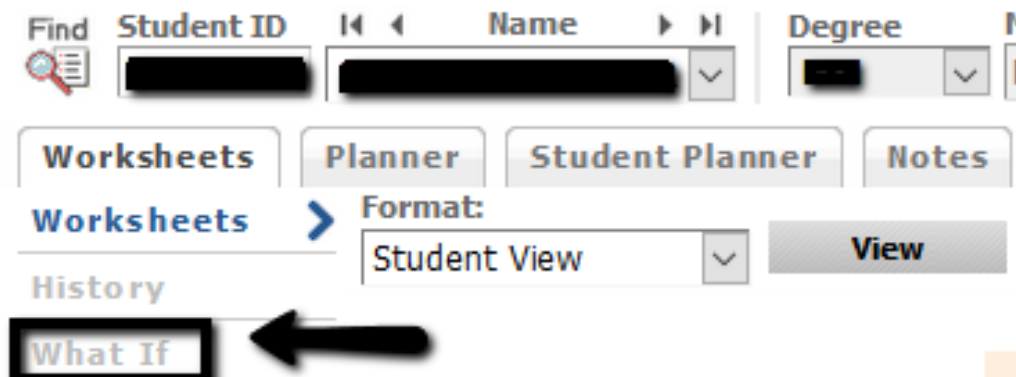 Find Student ID Name Degree
Worksheets Planner Student Planner Notes
Worksheets Format:
Student View View
History
What If